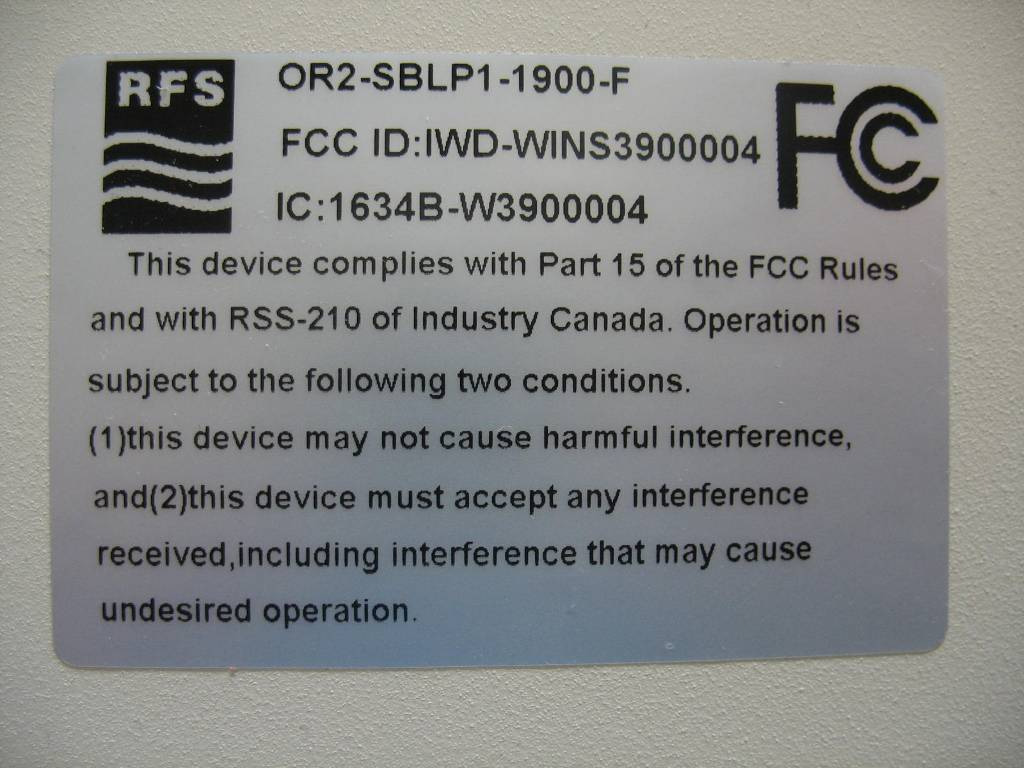 RFS
OR2-SBLP1-1900-F
FCC ID:IWD-WINS3900004
FC
IC:1634B-W3900004
This device complies with Part 15 of the FCC Rules
and with RSS-210 of Industry Canada. Operation is
subject to the following two conditions.
(1)this device may not cause harmful interference,
and(2)this device must accept any interference
received,including interference that may cause
undesired operation.